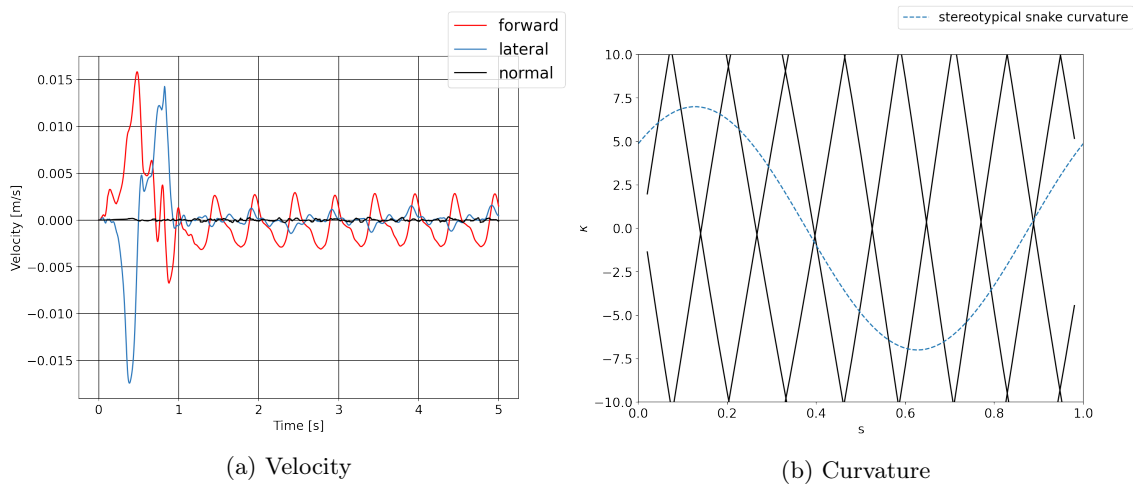 forward
lateral
normal
0.015
0.010
0.005
0.000
−0.005
−0.010
−0.015
Velocity [m/s]
0 1 2 3 4 5
Time [s]
(a) Velocity
stereotypical snake curvature
10.0
7.5
5.0
2.5
0.0
−2.5
−5.0
−7.5
−10.0
κ
0.0 0.2 0.4 0.6 0.8 1.0
s
(b) Curvature